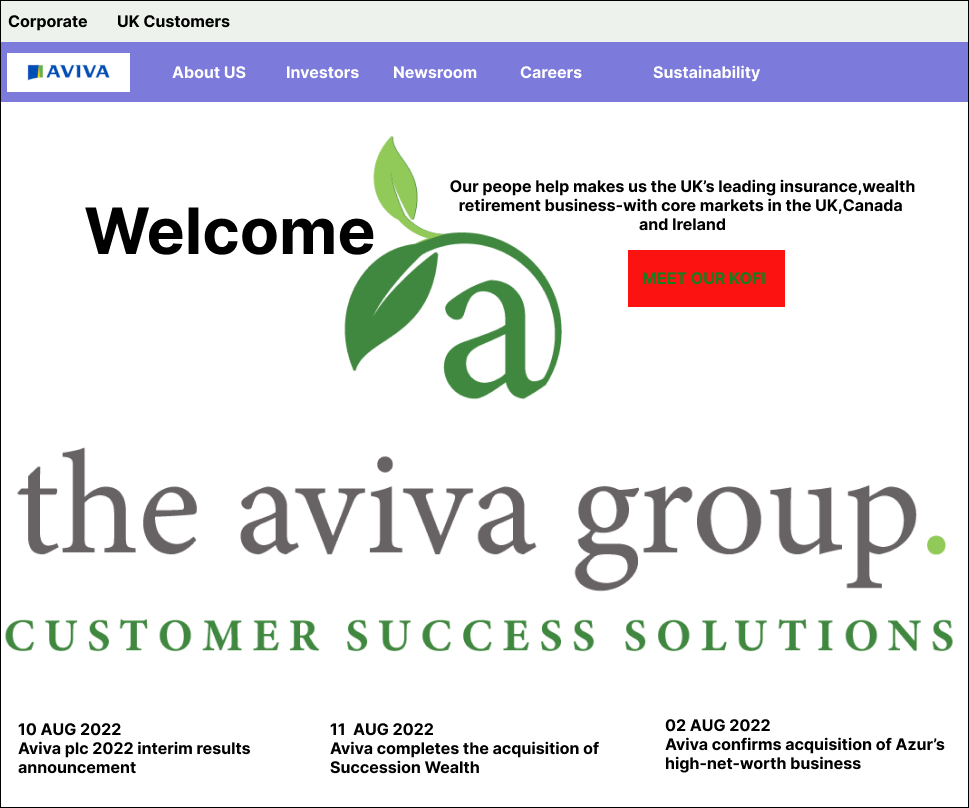 Corporate UK Customers
AVIVA About US Investors Newsroom Careers Sustainability
Welcome
Our peope help makes us the UK’s leading insurance,wealth
retirement business-with core markets in the UK,Canada
and Ireland
MEET OUR KOFI
a
the aviva group.
CUSTOMER SUCCESS SOLUTIONS
10 AUG 2022
Aviva plc 2022 interim results
announcement
11 AUG 2022
Aviva completes the acquisition of
Succession Wealth
02 AUG 2022
Aviva confirms acquisition of Azur’s
high-net-worth business